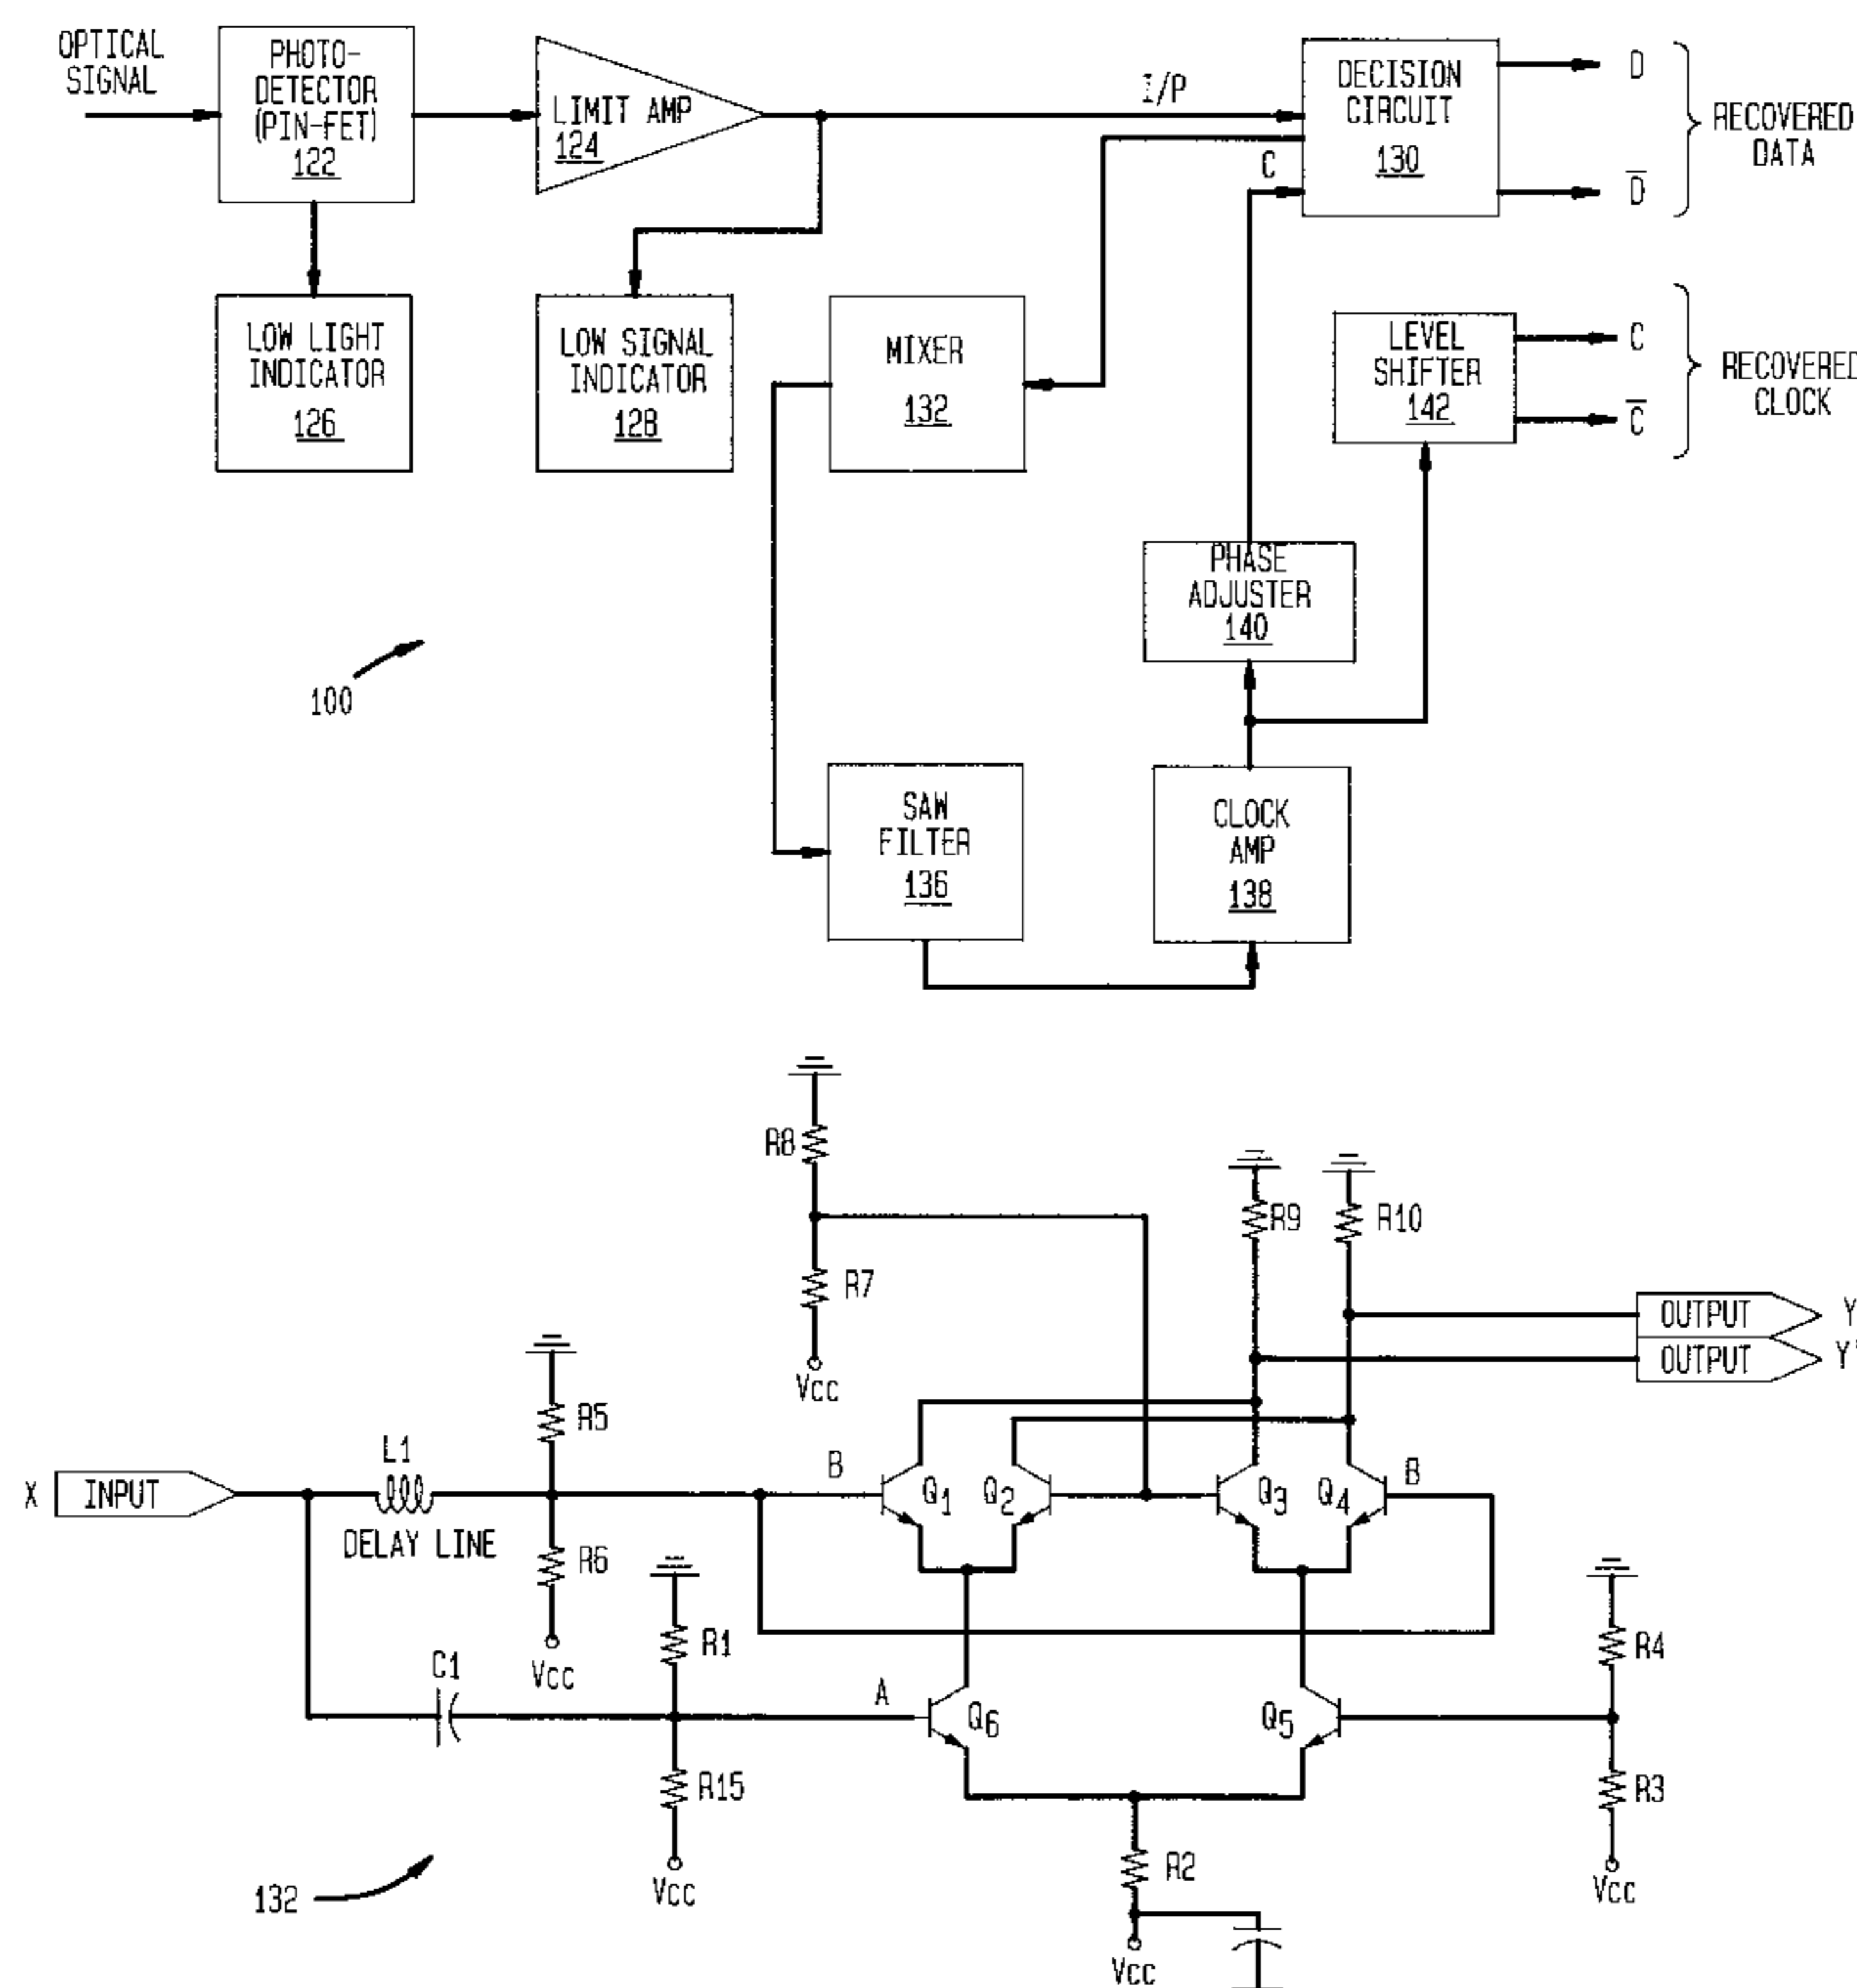 OPTICAL
SIGNAL
PHOTO-
DETECTOR
(PIN-FET)
122
LIMIT AMP
124
I/P
C
DECISION
CIRCUIT
130
D
D̅
RECOVERED
DATA
LOW LIGHT
INDICATOR
126
LOW SIGNAL
INDICATOR
128
MIXER
132
LEVEL
SHIFTER
142
C
C̅
RECOVERED
CLOCK
PHASE
ADJUSTER
140
100
SAW
FILTER
136
CLOCK
AMP
138
R8
R9
R10
R7
Vcc
OUTPUT Y
OUTPUT Y'
R5
X INPUT
L1
DELAY LINE
B
Q1
Q2
Q3
Q4
B
R6
Vcc
R1
R4
C1
A
Q6
Q5
R15
Vcc
R3
Vcc
R2
Vcc
132